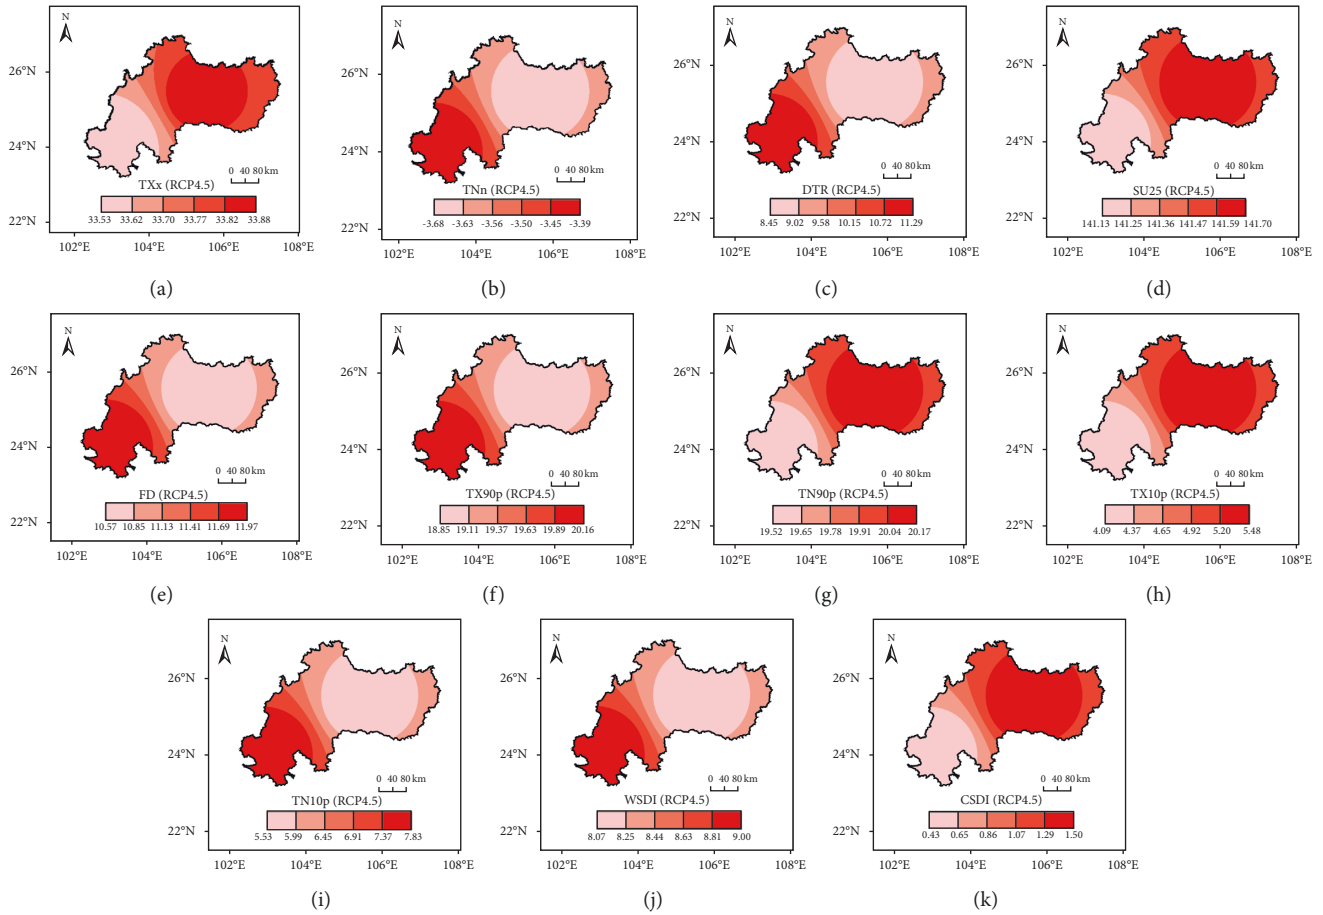 N
N
N
N
26°N
26°N
26°N
26°N
24°N
24°N
24°N
24°N
0 40 80 km
0 40 80 km
0 40 80 km
0 40 80 km
TXx (RCP4.5)
TNn (RCP4.5)
DTR (RCP4.5)
SU25 (RCP4.5)
33.53 33.62 33.70 33.77 33.82 33.88
-3.68 -3.63 -3.56 -3.50 -3.45 -3.39
8.45 9.02 9.58 10.15 10.72 11.29
141.13 141.25 141.36 141.47 141.59 141.70
22°N
22°N
22°N
22°N
102°E 104°E 106°E 108°E
102°E 104°E 106°E 108°E
102°E 104°E 106°E 108°E
102°E 104°E 106°E 108°E
(a)
(b)
(c)
(d)
N
N
N
N
26°N
26°N
26°N
26°N
24°N
24°N
24°N
24°N
0 40 80 km
0 40 80 km
0 40 80 km
0 40 80 km
FD (RCP4.5)
TX90p (RCP4.5)
TN90p (RCP4.5)
TX10p (RCP4.5)
10.57 10.85 11.13 11.41 11.69 11.97
18.85 19.11 19.37 19.63 19.89 20.16
19.52 19.65 19.78 19.91 20.04 20.17
4.09 4.37 4.65 4.92 5.20 5.48
22°N
22°N
22°N
22°N
102°E 104°E 106°E 108°E
102°E 104°E 106°E 108°E
102°E 104°E 106°E 108°E
102°E 104°E 106°E 108°E
(e)
(f)
(g)
(h)
N
N
N
26°N
26°N
26°N
24°N
24°N
24°N
0 40 80 km
0 40 80 km
0 40 80 km
TN10p (RCP4.5)
WSDI (RCP4.5)
CSDI (RCP4.5)
5.53 5.99 6.45 6.91 7.37 7.83
8.07 8.25 8.44 8.63 8.81 9.00
0.43 0.65 0.86 1.07 1.29 1.50
22°N
22°N
22°N
102°E 104°E 106°E 108°E
102°E 104°E 106°E 108°E
102°E 104°E 106°E 108°E
(i)
(j)
(k)